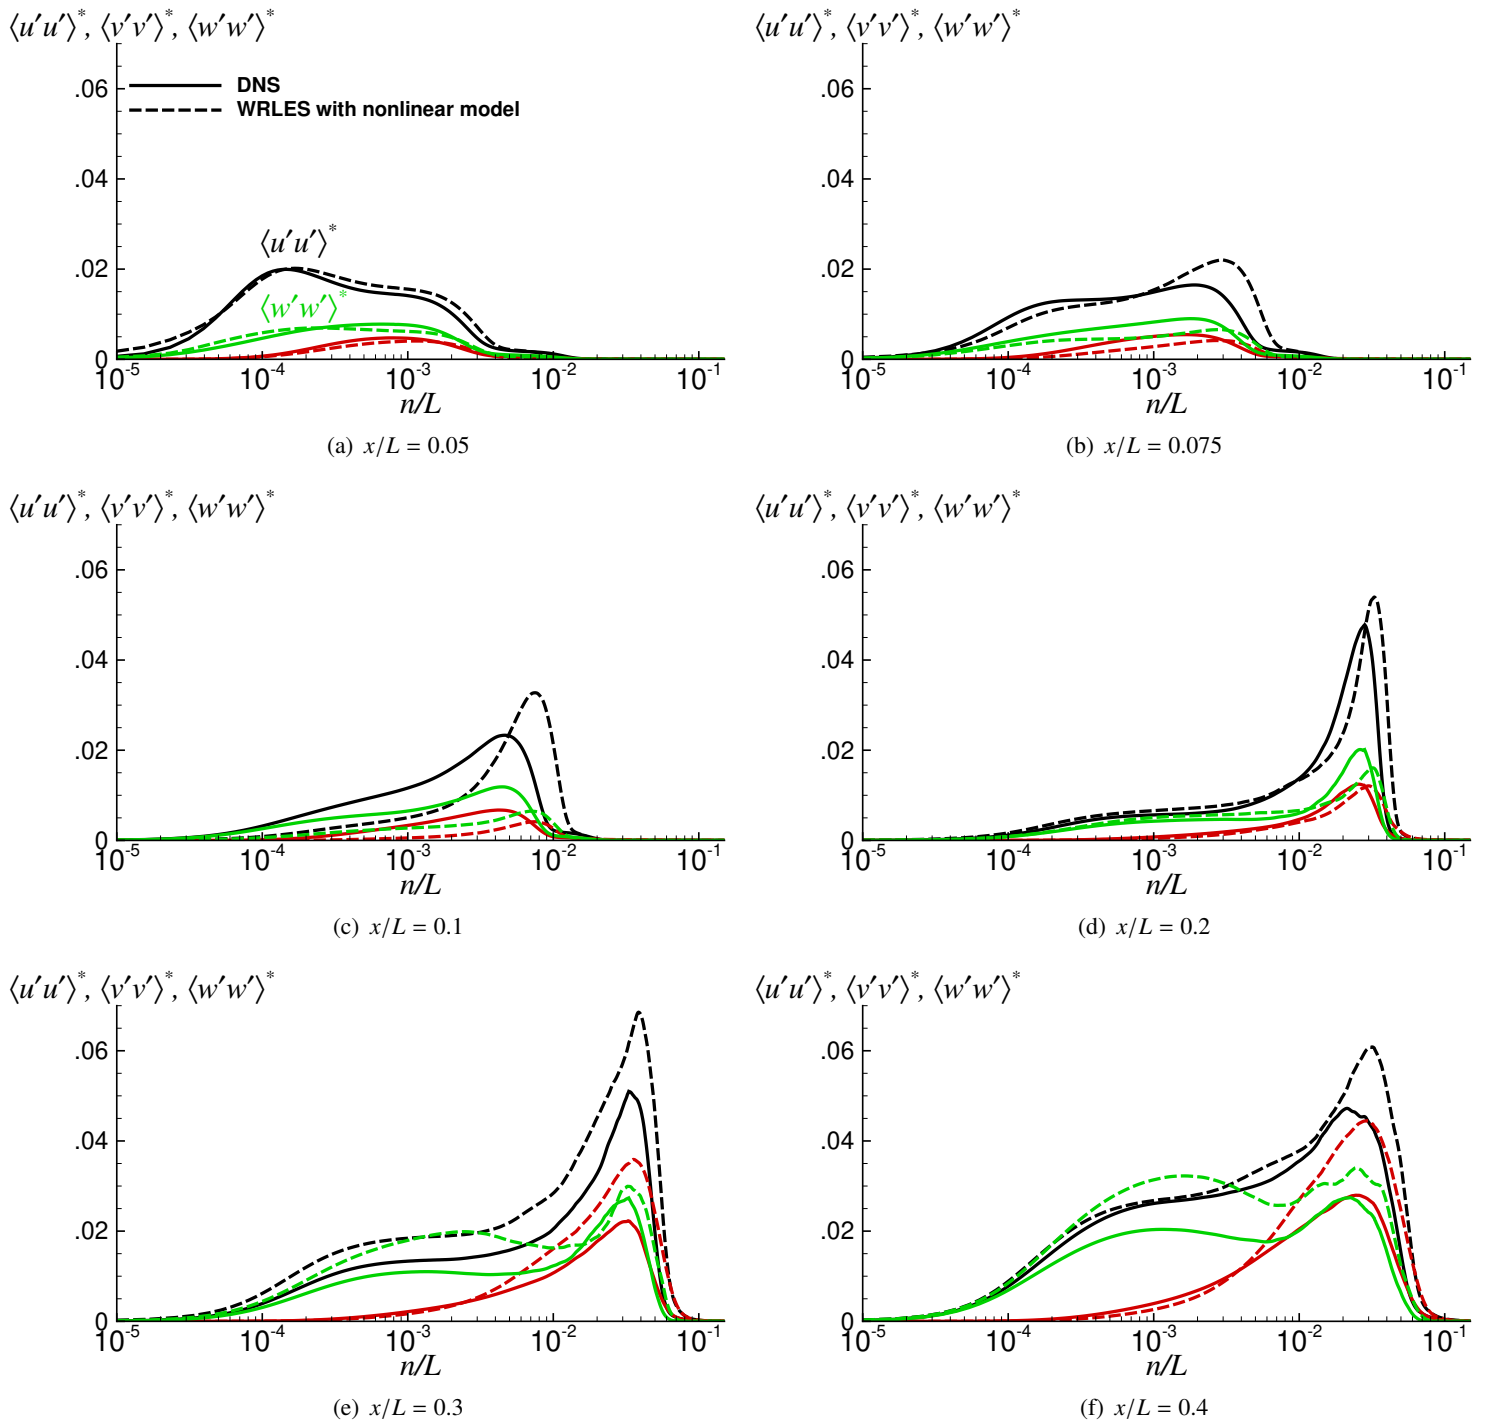 ⟨u′u′⟩*, ⟨v′v′⟩*, ⟨w′w′⟩*
.06
.04
.02
0
DNS
WRLES with nonlinear model
⟨u′u′⟩*
⟨w′w′⟩*
10-5 10-4 10-3 10-2 10-1
n/L
(a) x/L = 0.05
⟨u′u′⟩*, ⟨v′v′⟩*, ⟨w′w′⟩*
.06
.04
.02
0
10-5 10-4 10-3 10-2 10-1
n/L
(b) x/L = 0.075
⟨u′u′⟩*, ⟨v′v′⟩*, ⟨w′w′⟩*
.06
.04
.02
0
10-5 10-4 10-3 10-2 10-1
n/L
(c) x/L = 0.1
⟨u′u′⟩*, ⟨v′v′⟩*, ⟨w′w′⟩*
.06
.04
.02
0
10-5 10-4 10-3 10-2 10-1
n/L
(d) x/L = 0.2
⟨u′u′⟩*, ⟨v′v′⟩*, ⟨w′w′⟩*
.06
.04
.02
0
10-5 10-4 10-3 10-2 10-1
n/L
(e) x/L = 0.3
⟨u′u′⟩*, ⟨v′v′⟩*, ⟨w′w′⟩*
.06
.04
.02
0
10-5 10-4 10-3 10-2 10-1
n/L
(f) x/L = 0.4